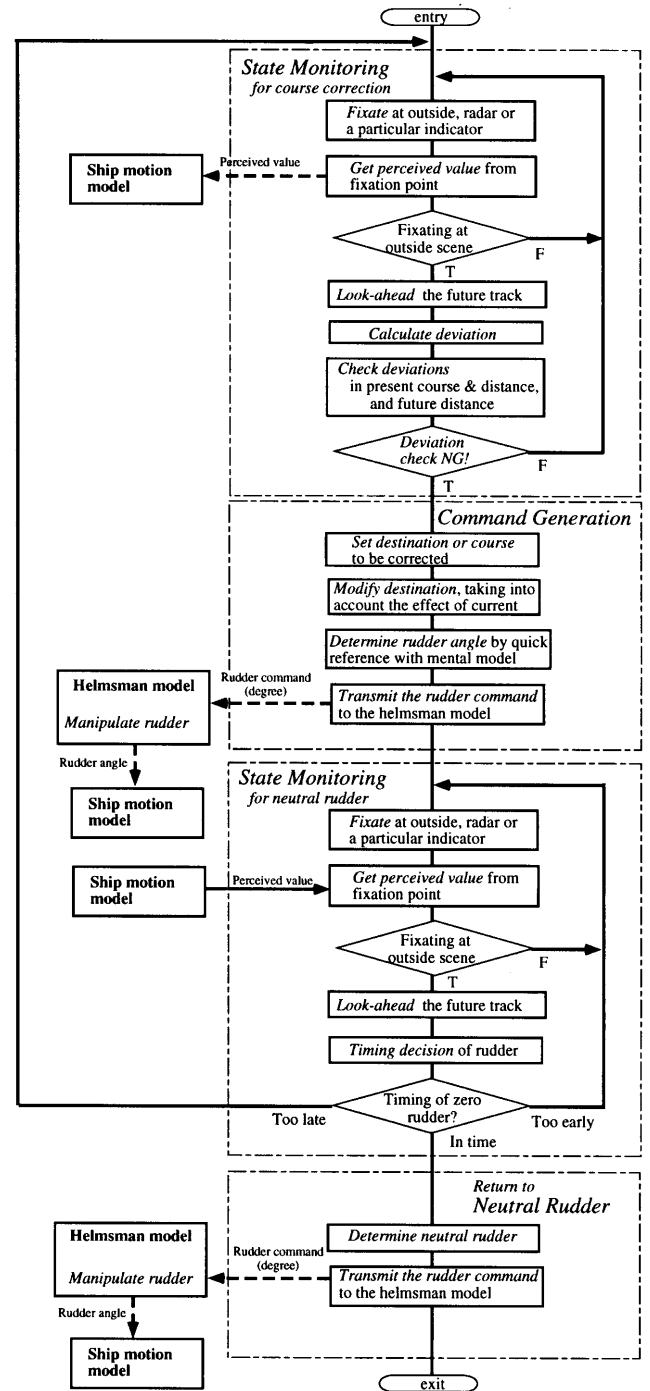 entry
State Monitoring
for course correction
Fixate at outside, radar or
a particular indicator
Perceived value
Ship motion
model
Get perceived value from
fixation point
Fixating at
outside scene
F
T
Look-ahead the future track
Calculate deviation
Check deviations
in present course & distance,
and future distance
Deviation
check NG!
F
T
Command Generation
Set destination or course
to be corrected
Modify destination, taking into
account the effect of current
Determine rudder angle by quick
reference with mental model
Rudder command
(degree)
Helmsman model
Manipulate rudder
Transmit the rudder command
to the helmsman model
Rudder angle
Ship motion
model
State Monitoring
for neutral rudder
Fixate at outside, radar or
a particular indicator
Ship motion
model
Perceived value
Get perceived value from
fixation point
Fixating at
outside scene
F
T
Look-ahead the future track
Timing decision of rudder
Timing of zero
rudder?
Too late
Too early
In time
Return to
Neutral Rudder
Determine neutral rudder
Helmsman model
Manipulate rudder
Rudder command
(degree)
Transmit the rudder command
to the helmsman model
Rudder angle
Ship motion
model
exit